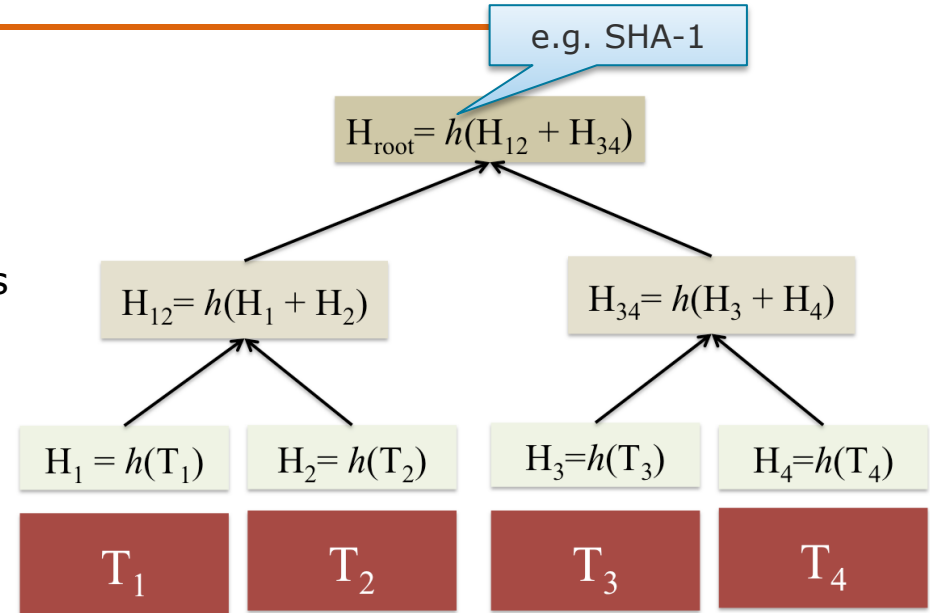 e.g. SHA-1
H_root= h(H_12 + H_34)
s
H_12= h(H_1 + H_2)
H_34= h(H_3 + H_4)
H_1 = h(T_1)
H_2= h(T_2)
H_3=h(T_3)
H_4=h(T_4)
T_1
T_2
T_3
T_4